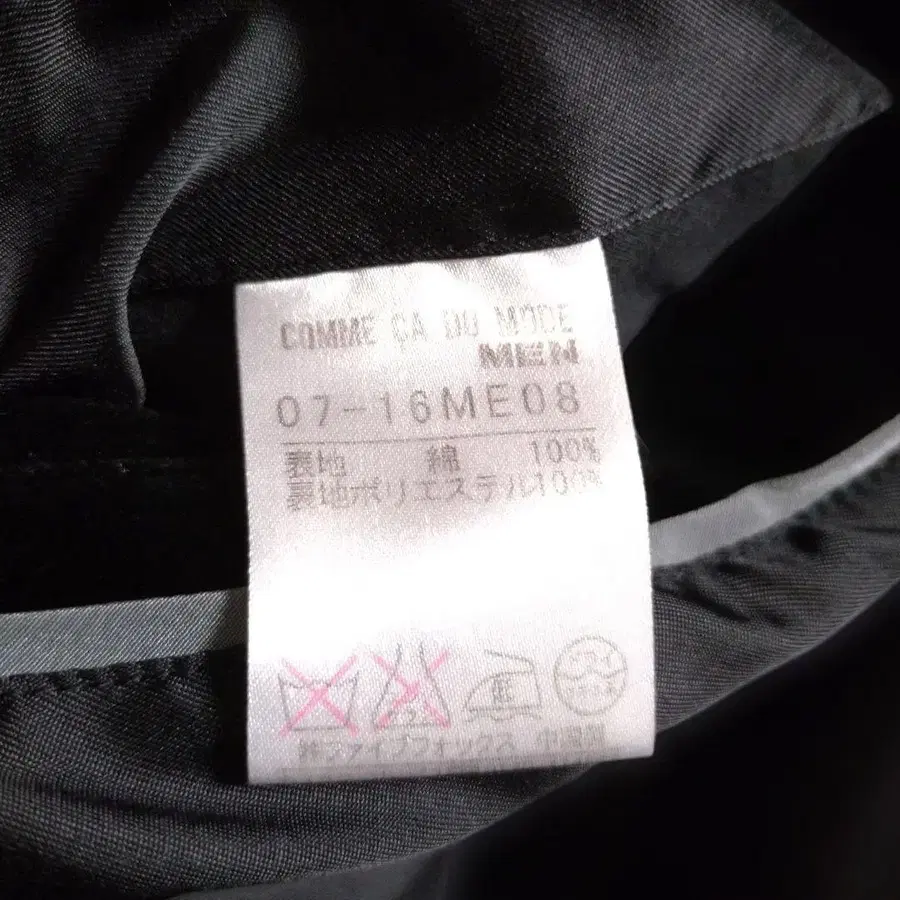 COMME ÇA DU MODE
MEN
07-16ME08
表地 綿 100%
裏地ポリエステル100%
㈱ファイブフォックス 中国製